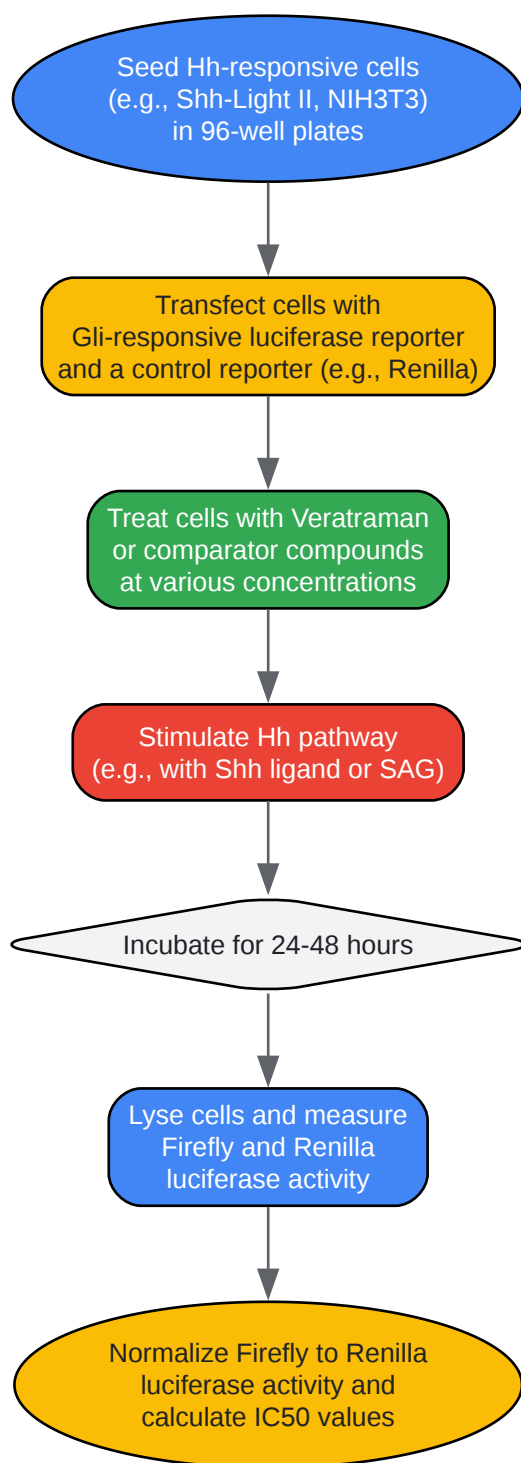 Seed Hh-responsive cells
(e.g., Shh-Light II, NIH3T3)
in 96-well plates
Transfect cells with
Gli-responsive luciferase reporter
and a control reporter (e.g., Renilla)
Treat cells with Veratraman
or comparator compounds
at various concentrations
Stimulate Hh pathway
(e.g., with Shh ligand or SAG)
Incubate for 24-48 hours
Lyse cells and measure
Firefly and Renilla
luciferase activity
Normalize Firefly to Renilla
luciferase activity and
calculate IC50 values